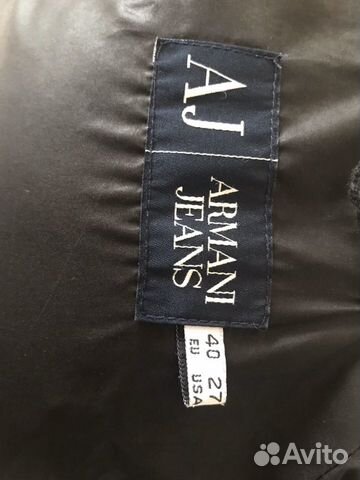 AJ
ARMANI
JEANS
40 27
EU USA
Avito